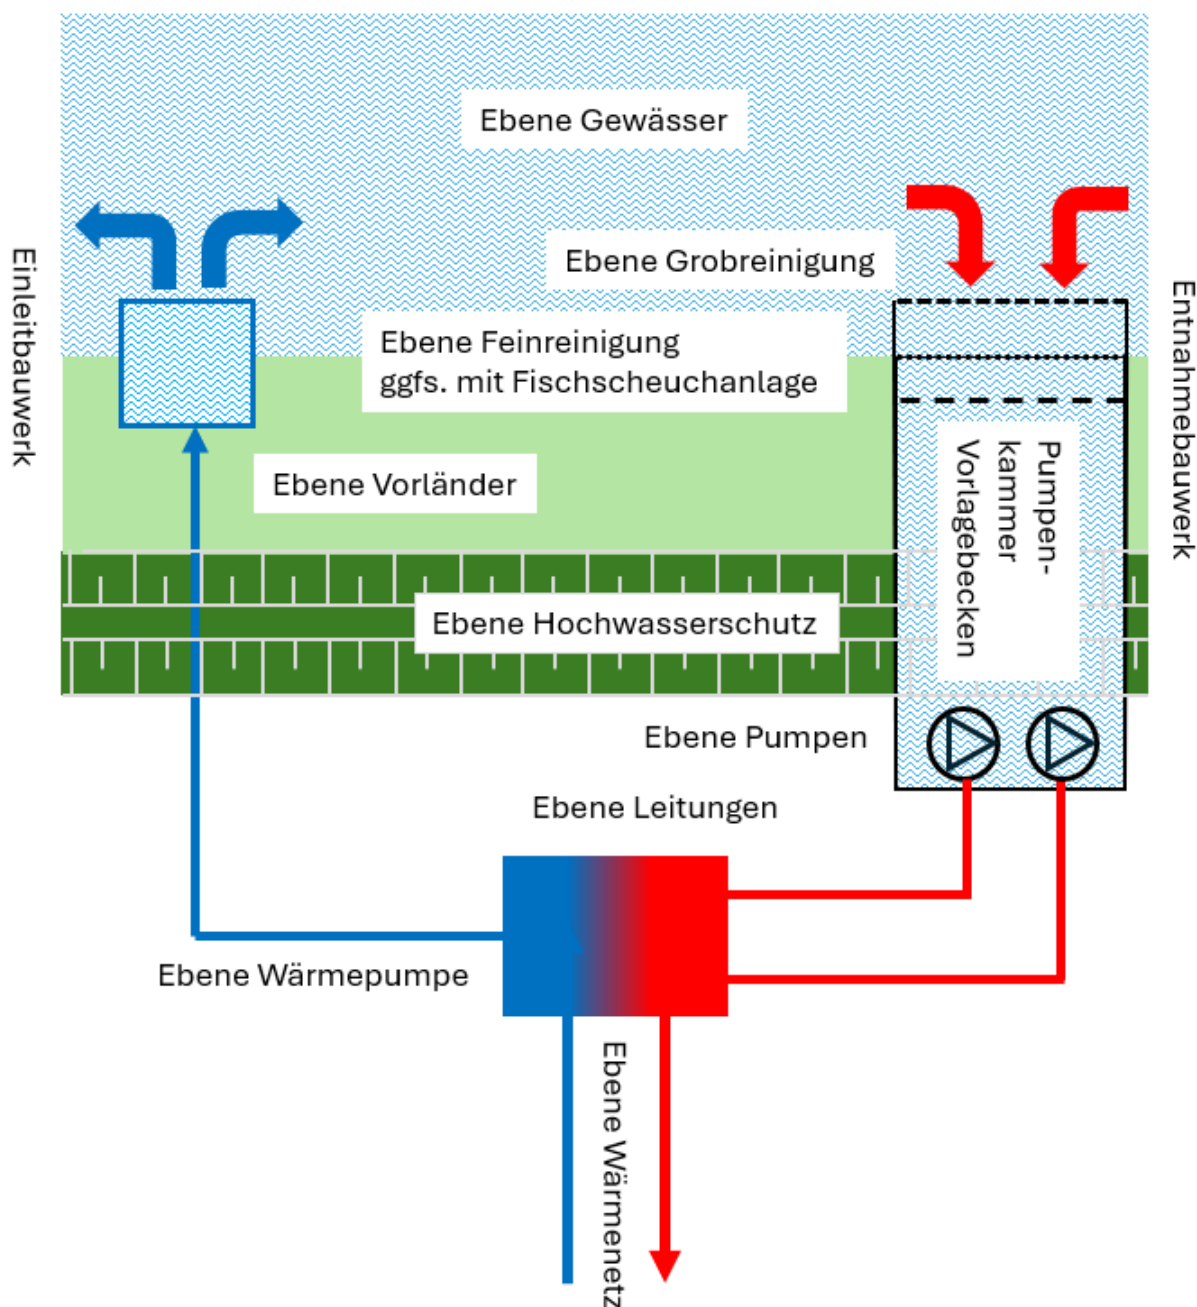 Ebene Gewässer
Ebene Grobreinigung
Einleitbauwerk
Entnahmebauwerk
Ebene Feinreinigung
ggfs. mit Fischscheuchanlage
Ebene Vorländer
Pumpen-
kammer
Vorlagebecken
Ebene Hochwasserschutz
Ebene Pumpen
Ebene Leitungen
Ebene Wärmepumpe
Ebene Wärmenetz